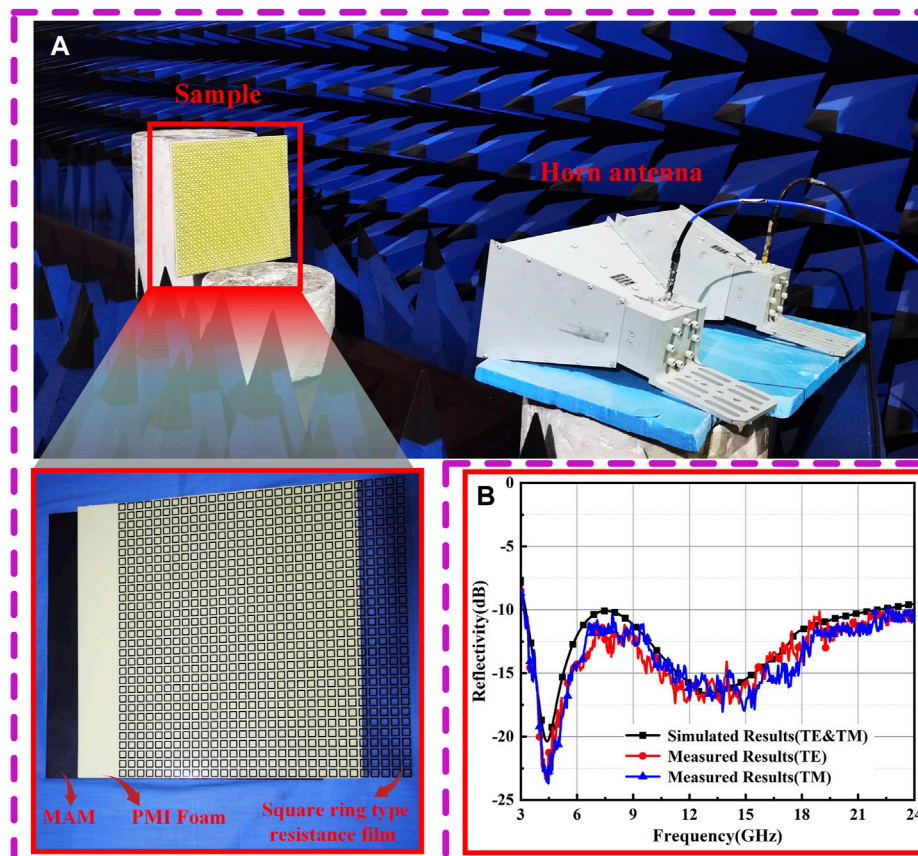 A
Sample
Horn antenna
MAM
PMI Foam
Square ring type
resistance film
B
0
-5
-10
-15
-20
-25
Reflectivity(dB)
Simulated Results(TE&TM)
Measured Results(TE)
Measured Results(TM)
3 6 9 12 15 18 21 24
Frequency(GHz)